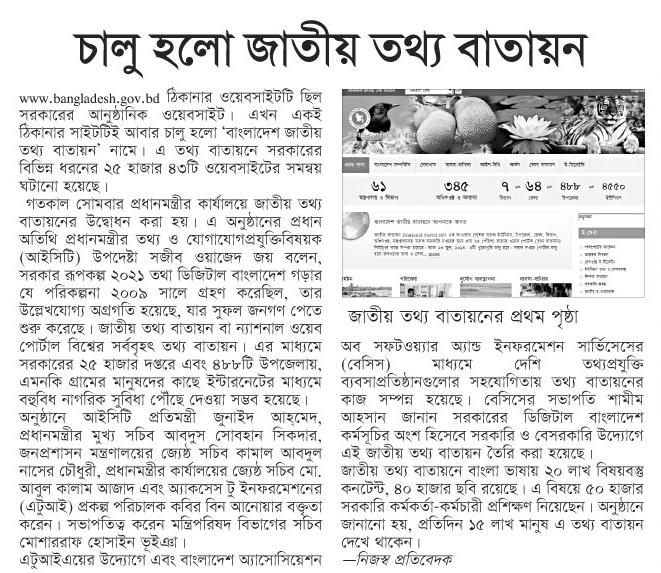 চালু হলো জাতীয় তথ্য বাতায়ন
www.bangladesh.gov.bd ঠিকানার ওয়েবসাইটটি ছিল
সরকারের আনুষ্ঠানিক ওয়েবসাইট। এখন একই
ঠিকানার সাইটটিই আবার চালু হলো ‘বাংলাদেশ জাতীয়
তথ্য বাতায়ন’ নামে। এ তথ্য বাতায়নে সরকারের
বিভিন্ন ধরনের ২৫ হাজার ৪৩টি ওয়েবসাইটের সমন্বয়
ঘটানো হয়েছে।
গতকাল সোমবার প্রধানমন্ত্রীর কার্যালয়ে জাতীয় তথ্য
বাতায়নের উদ্বোধন করা হয়। এ অনুষ্ঠানের প্রধান
অতিথি প্রধানমন্ত্রীর তথ্য ও যোগাযোগপ্রযুক্তিবিষয়ক
(আইসিটি) উপদেষ্টা সজীব ওয়াজেদ জয় বলেন,
সরকার রূপকল্প ২০২১ তথা ডিজিটাল বাংলাদেশ গড়ার
যে পরিকল্পনা ২০০৯ সালে গ্রহণ করেছিল, তার
উল্লেখযোগ্য অগ্রগতি হয়েছে, যার সুফল জনগণ পেতে
শুরু করেছে। জাতীয় তথ্য বাতায়ন বা ন্যাশনাল ওয়েব
পোর্টাল বিশ্বের সর্ববৃহৎ তথ্য বাতায়ন। এর মাধ্যমে
সরকারের ২৫ হাজার দপ্তরে এবং ৪৮৮টি উপজেলায়,
এমনকি গ্রামের মানুষদের কাছে ইন্টারনেটের মাধ্যমে
বহুবিধ নাগরিক সুবিধা পৌঁছে দেওয়া সম্ভব হয়েছে।
অনুষ্ঠানে আইসিটি প্রতিমন্ত্রী জুনাইদ আহ্‌মেদ,
প্রধানমন্ত্রীর মুখ্য সচিব আবদুস সোবহান সিকদার,
জনপ্রশাসন মন্ত্রণালয়ের জ্যেষ্ঠ সচিব কামাল আবদুল
নাসের চৌধুরী, প্রধানমন্ত্রীর কার্যালয়ের জ্যেষ্ঠ সচিব মো.
আবুল কালাম আজাদ এবং অ্যাকসেস টু ইনফরমেশনের
(এটুআই) প্রকল্প পরিচালক কবির বিন আনোয়ার বক্তৃতা
করেন। সভাপতিত্ব করেন মন্ত্রিপরিষদ বিভাগের সচিব
মোশাররাফ হোসাইন ভূইঞা।
এটুআইএয়ের উদ্যোগে এবং বাংলাদেশ অ্যাসোসিয়েশন
৬১ ৩৪৫ ৭ ৬৪ ৪৮৮ ৪৫৫০
জাতীয় তথ্য বাতায়নের প্রথম পৃষ্ঠা
অব সফটওয়্যার অ্যান্ড ইনফরমেশন সার্ভিসেসের
(বেসিস) মাধ্যমে দেশি তথ্যপ্রযুক্তি
ব্যবসাপ্রতিষ্ঠানগুলোর সহযোগিতায় তথ্য বাতায়নের
কাজ সম্পন্ন হয়েছে। বেসিসের সভাপতি শামীম
আহসান জানান সরকারের ডিজিটাল বাংলাদেশ
কর্মসূচির অংশ হিসেবে সরকারি ও বেসরকারি উদ্যোগে
এই জাতীয় তথ্য বাতায়ন তৈরি করা হয়েছে।
জাতীয় তথ্য বাতায়নে বাংলা ভাষায় ২০ লাখ বিষয়বস্তু
কনটেন্ট, ৪০ হাজার ছবি রয়েছে। এ বিষয়ে ৫০ হাজার
সরকারি কর্মকর্তা-কর্মচারী প্রশিক্ষণ নিয়েছেন। অনুষ্ঠানে
জানানো হয়, প্রতিদিন ১৫ লাখ মানুষ এ তথ্য বাতায়ন
দেখে থাকেন।
—নিজস্ব প্রতিবেদক